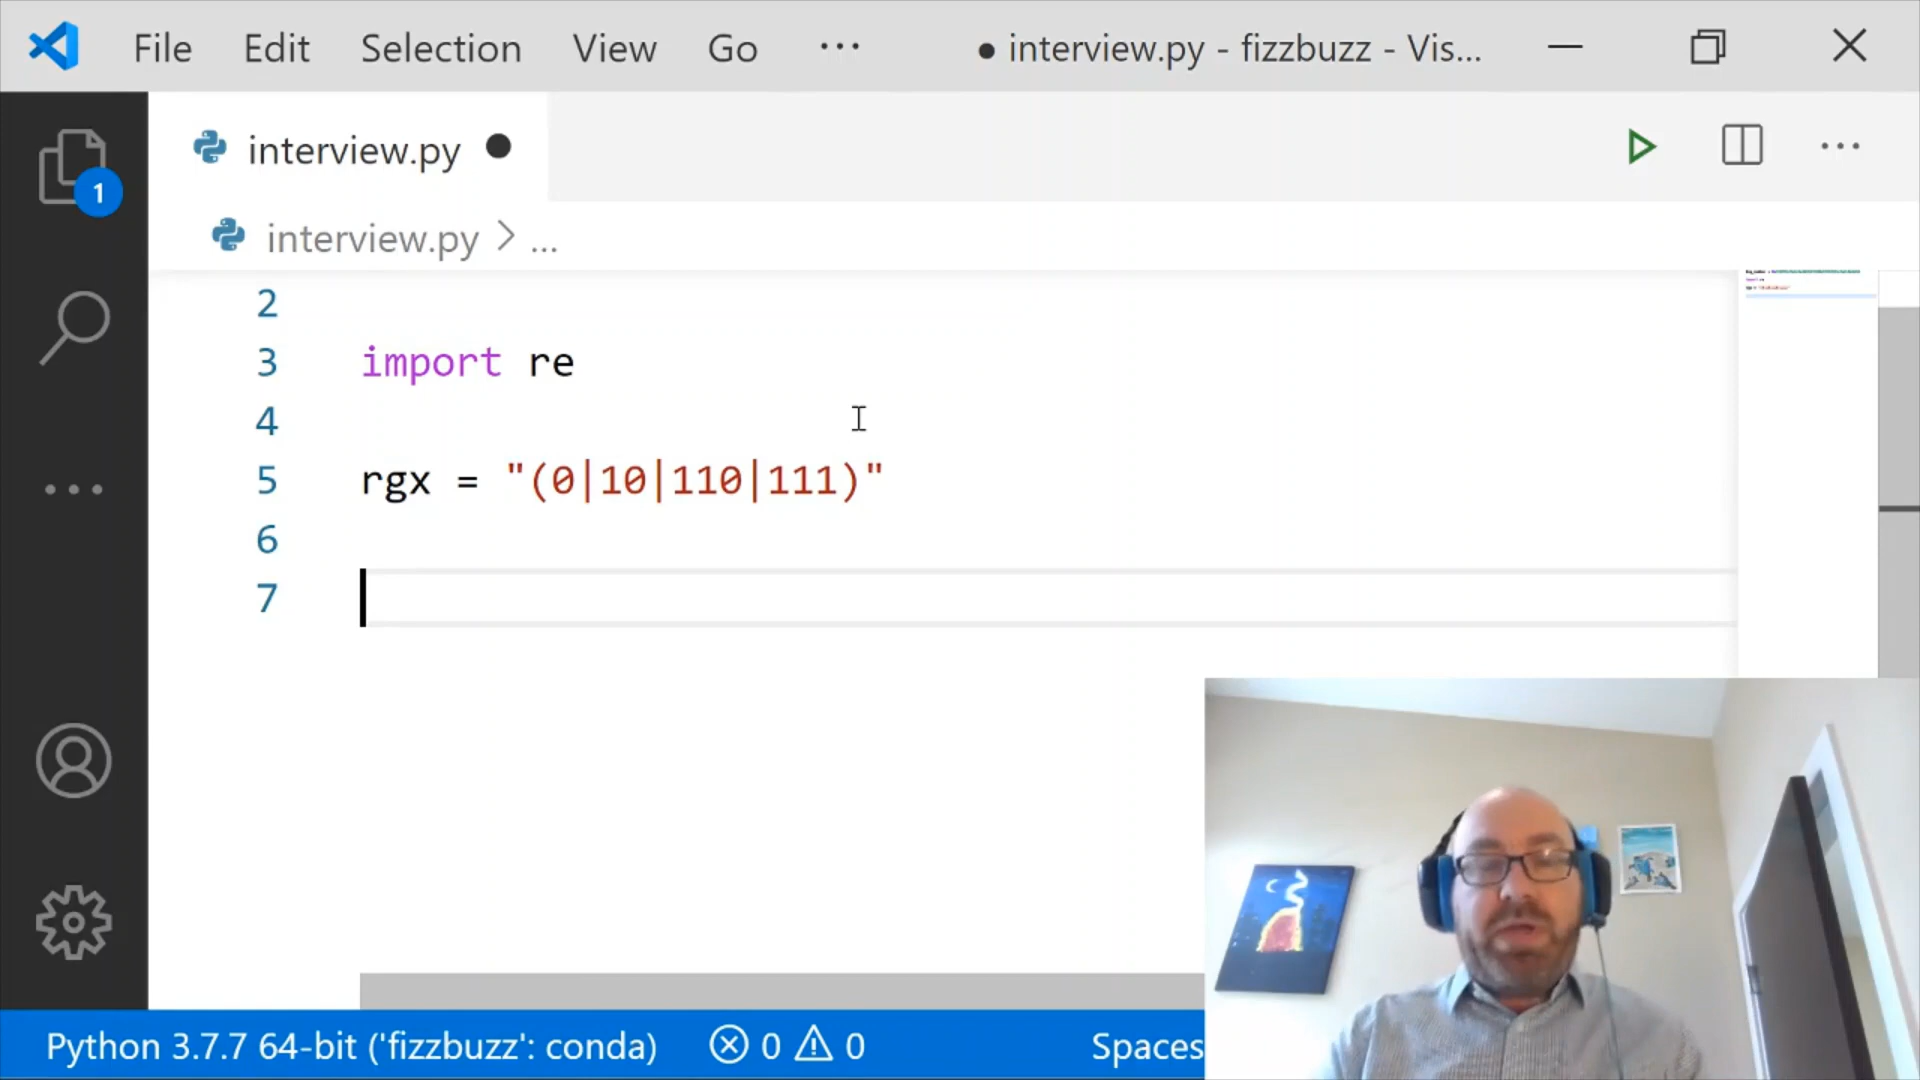 File Edit Selection View Go ...
● interview.py - fizzbuzz - Vis...
interview.py ●
1
interview.py > ...
2
3 import re
4
5 rgx = "(0|10|110|111)"
6
7
Python 3.7.7 64-bit ('fizzbuzz': conda) 0 0 Spaces